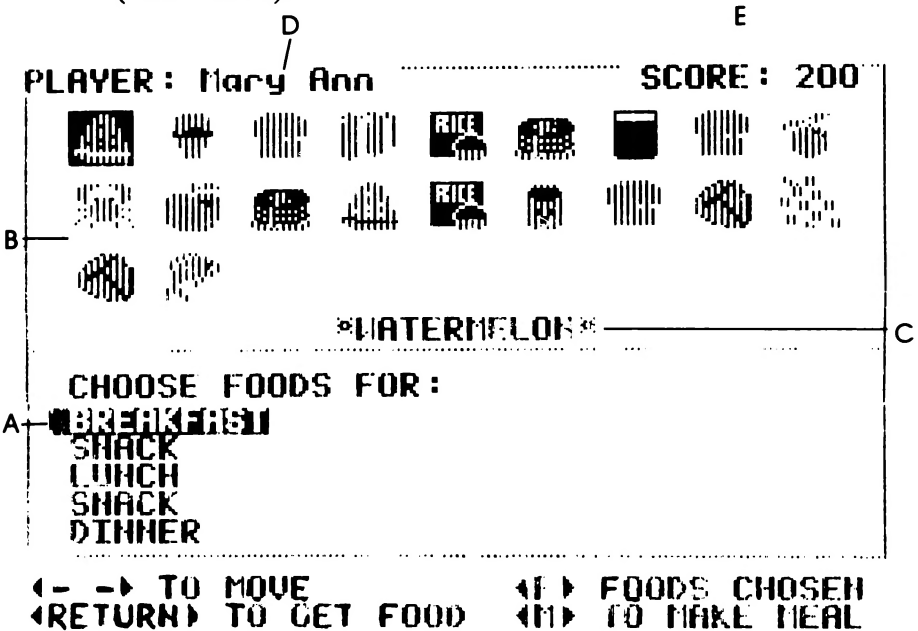 D
E
PLAYER: Mary Ann
SCORE: 200
RICE
RICE
B
*WATERMELON*
C
CHOOSE FOODS FOR:
A
BREAKFAST
SNACK
LUNCH
SNACK
DINNER
TO MOVE
<F> FOODS CHOSEN
<RETURN> TO GET FOOD
<M> TO MAKE MEAL